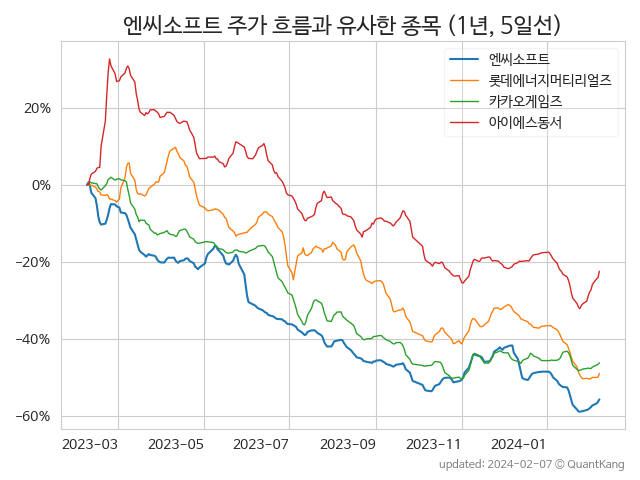 엔씨소프트 주가 흐름과 유사한 종목 (1년, 5일선)
엔씨소프트
롯데에너지머티리얼즈
카카오게임즈
아이에스동서
20%
0%
−20%
−40%
−60%
2023-03 2023-05 2023-07 2023-09 2023-11 2024-01
updated: 2024-02-07 © QuantKang